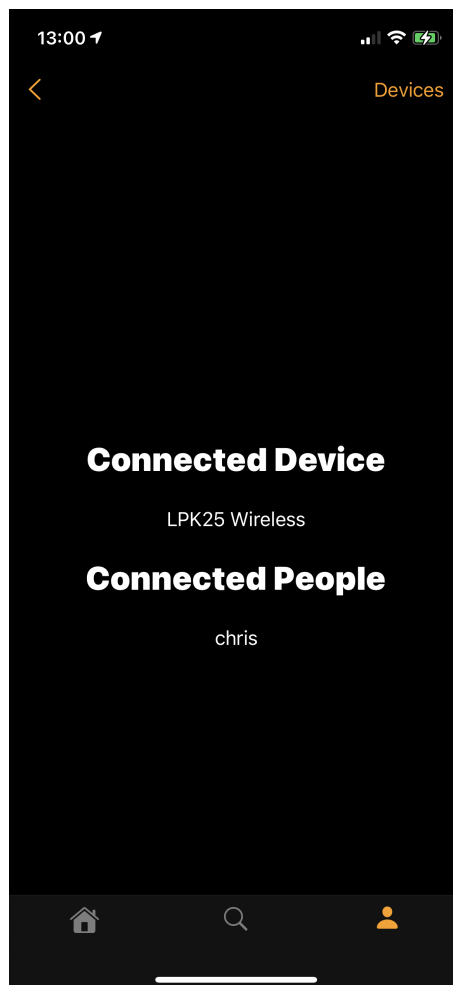 13:00
Devices
Connected Device
LPK25 Wireless
Connected People
chris